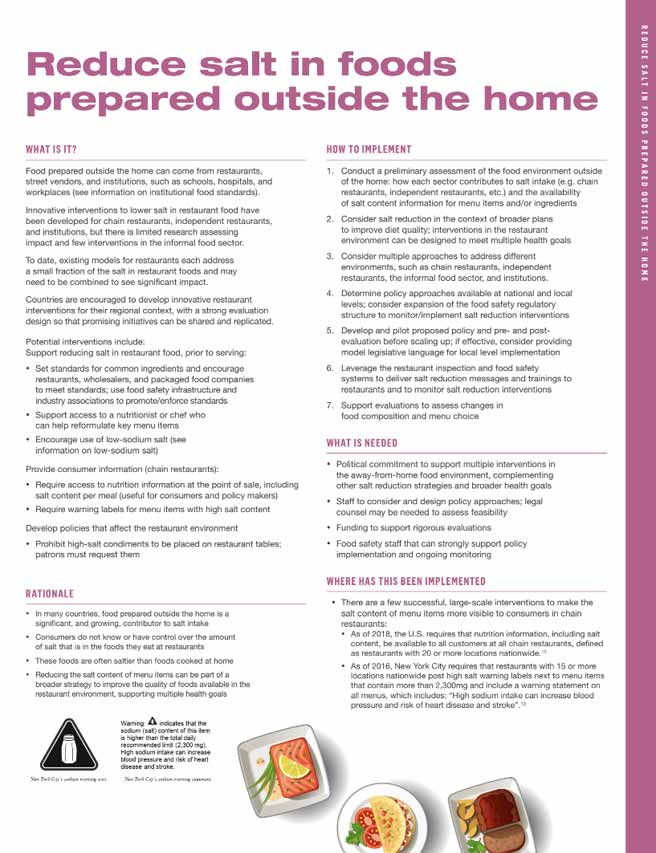 Reduce salt in foods
prepared outside the home
WHAT IS IT?
Food prepared outside the home can come from restaurants,
street vendors, and institutions, such as schools, hospitals, and
workplaces (see information on institutional food standards).
Innovative interventions to lower salt in restaurant food have
been developed for chain restaurants, independent restaurants,
and institutions, but there is limited research assessing
impact and few interventions in the informal food sector.
To date, existing models for restaurants each address
a small fraction of the salt in restaurant foods and may
need to be combined to see significant impact.
Countries are encouraged to develop innovative restaurant
interventions for their regional context, with a strong evaluation
design so that promising initiatives can be shared and replicated.
Potential interventions include:
Support reducing salt in restaurant food, prior to serving:
• Set standards for common ingredients and encourage
restaurants, wholesalers, and packaged food companies
to meet standards; use food safety infrastructure and
industry associations to promote/enforce standards
• Support access to a nutritionist or chef who
can help reformulate key menu items
• Encourage use of low-sodium salt (see
information on low-sodium salt)
Provide consumer information (chain restaurants):
• Require access to nutrition information at the point of sale, including
salt content per meal (useful for consumers and policy makers)
• Require warning labels for menu items with high salt content
Develop policies that affect the restaurant environment
• Prohibit high-salt condiments to be placed on restaurant tables;
patrons must request them
RATIONALE
• In many countries, food prepared outside the home is a
significant, and growing, contributor to salt intake
• Consumers do not know or have control over the amount
of salt that is in the foods they eat at restaurants
• These foods are often saltier than foods cooked at home
• Reducing the salt content of menu items can be part of a
broader strategy to improve the quality of foods available in the
restaurant environment, supporting multiple health goals
Warning: indicates that the
sodium (salt) content of this item
is higher than the total daily
recommended limit (2,300 mg).
High sodium intake can increase
blood pressure and risk of heart
disease and stroke.
New York City's sodium warning icon.
New York City's sodium warning statement.
HOW TO IMPLEMENT
1. Conduct a preliminary assessment of the food environment outside
of the home: how each sector contributes to salt intake (e.g. chain
restaurants, independent restaurants, etc.) and the availability
of salt content information for menu items and/or ingredients
2. Consider salt reduction in the context of broader plans
to improve diet quality; interventions in the restaurant
environment can be designed to meet multiple health goals
3. Consider multiple approaches to address different
environments, such as chain restaurants, independent
restaurants, the informal food sector, and institutions.
4. Determine policy approaches available at national and local
levels; consider expansion of the food safety regulatory
structure to monitor/implement salt reduction interventions
5. Develop and pilot proposed policy and pre- and post-
evaluation before scaling up; if effective, consider providing
model legislative language for local level implementation
6. Leverage the restaurant inspection and food safety
systems to deliver salt reduction messages and trainings to
restaurants and to monitor salt reduction interventions
7. Support evaluations to assess changes in
food composition and menu choice
WHAT IS NEEDED
• Political commitment to support multiple interventions in
the away-from-home food environment, complementing
other salt reduction strategies and broader health goals
• Staff to consider and design policy approaches; legal
counsel may be needed to assess feasibility
• Funding to support rigorous evaluations
• Food safety staff that can strongly support policy
implementation and ongoing monitoring
WHERE HAS THIS BEEN IMPLEMENTED
• There are a few successful, large-scale interventions to make the
salt content of menu items more visible to consumers in chain
restaurants:
• As of 2018, the U.S. requires that nutrition information, including salt
content, be available to all customers at all chain restaurants, defined
as restaurants with 20 or more locations nationwide.
• As of 2016, New York City requires that restaurants with 15 or more
locations nationwide post high salt warning labels next to menu items
that contain more than 2,300mg and include a warning statement on
all menus, which includes: "High sodium intake can increase blood
pressure and risk of heart disease and stroke".
REDUCE SALT IN FOODS PREPARED OUTSIDE THE HOME